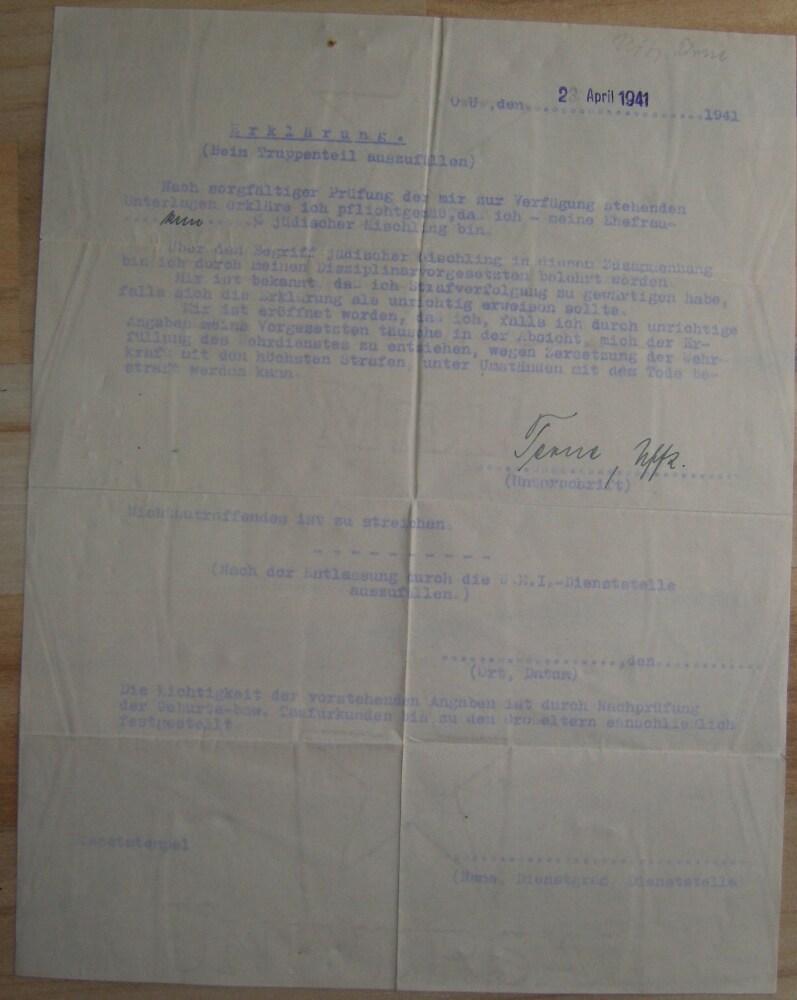 O.U.,den 28 April 1941 1941
Erklärung.
(Beim Truppenteil auszufüllen)
Nach sorgfältiger Prüfung der mir zur Verfügung stehenden
Unterlagen erkläre ich pflichtgemäß,da. ich - meine Ehefrau-
jüdischer Mischling bin.
Über den Begriff jüdischer Mischling in diesem Zusammenhang
bin ich durch meinen Disziplinarvorgesetzten belehrt worden.
Mir ist bekannt, da. ich Strafverfolgung zu gewärtigen habe,
falls sich die Erklärung als unrichtig erweisen sollte.
Mir ist eröffnet worden, da. ich, falls ich durch unrichtige
Angaben meine Vorgesetzten täusche in der Absicht, mich der Er-
füllung des Wehrdienstes zu entziehen, wegen Zersetzung der Wehr-
kraft mit den höchsten Strafen, unter Umständen mit dem Tode be-
straft werden kann.
Uffz.
(Unterschrift)
Nichtzutreffendes ist zu streichen.
----------
(Nach der Entlassung durch die W.M.I.-Dienststelle
auszufüllen.)
....................,den............
(Ort, Datum)
Die Richtigkeit der vorstehenden Angaben ist durch Nachprüfung
der Geburts-bzw. Taufurkunden bis zu den Großeltern einschließlich
festgestellt
Dienststempel
(Name, Dienstgrad, Dienststelle